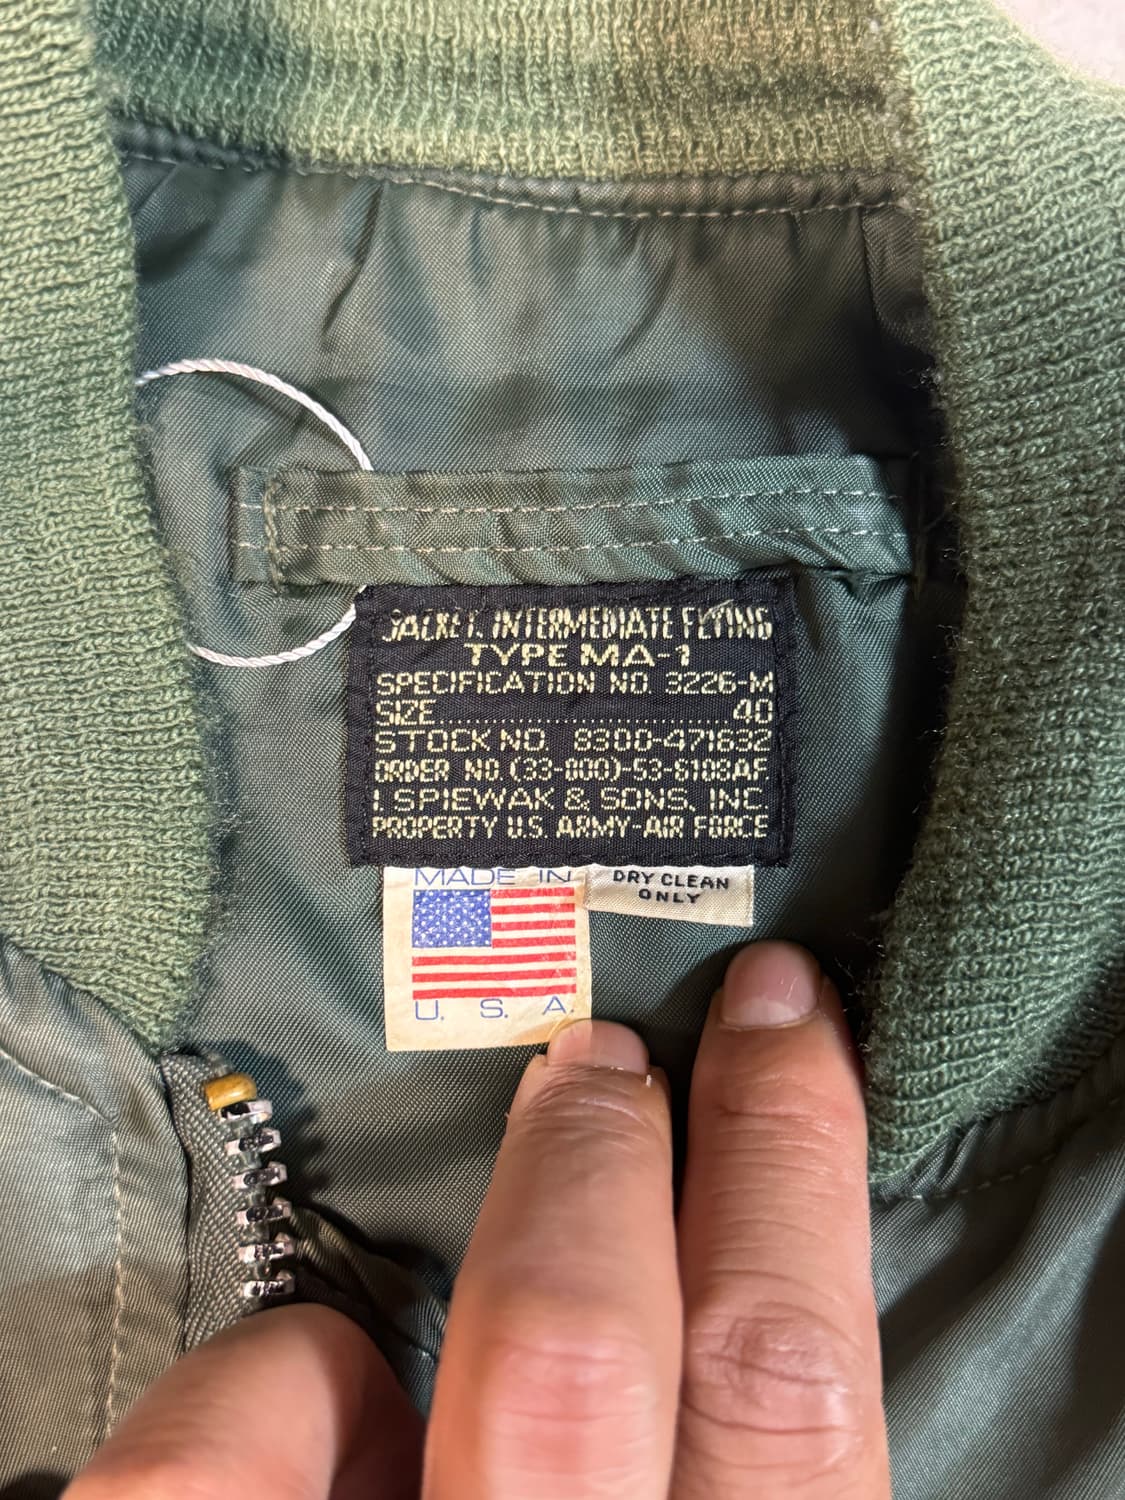 JACKET, INTERMEDIATE FLYING
TYPE MA-1
SPECIFICATION NO. 3226-M
SIZE..............................40
STOCK NO. 8300-471632
ORDER NO. (33-800)-53-6108AF
I. SPIEWAK & SONS, INC.
PROPERTY U.S. ARMY-AIR FORCE
MADE IN
U. S. A.
DRY CLEAN
ONLY